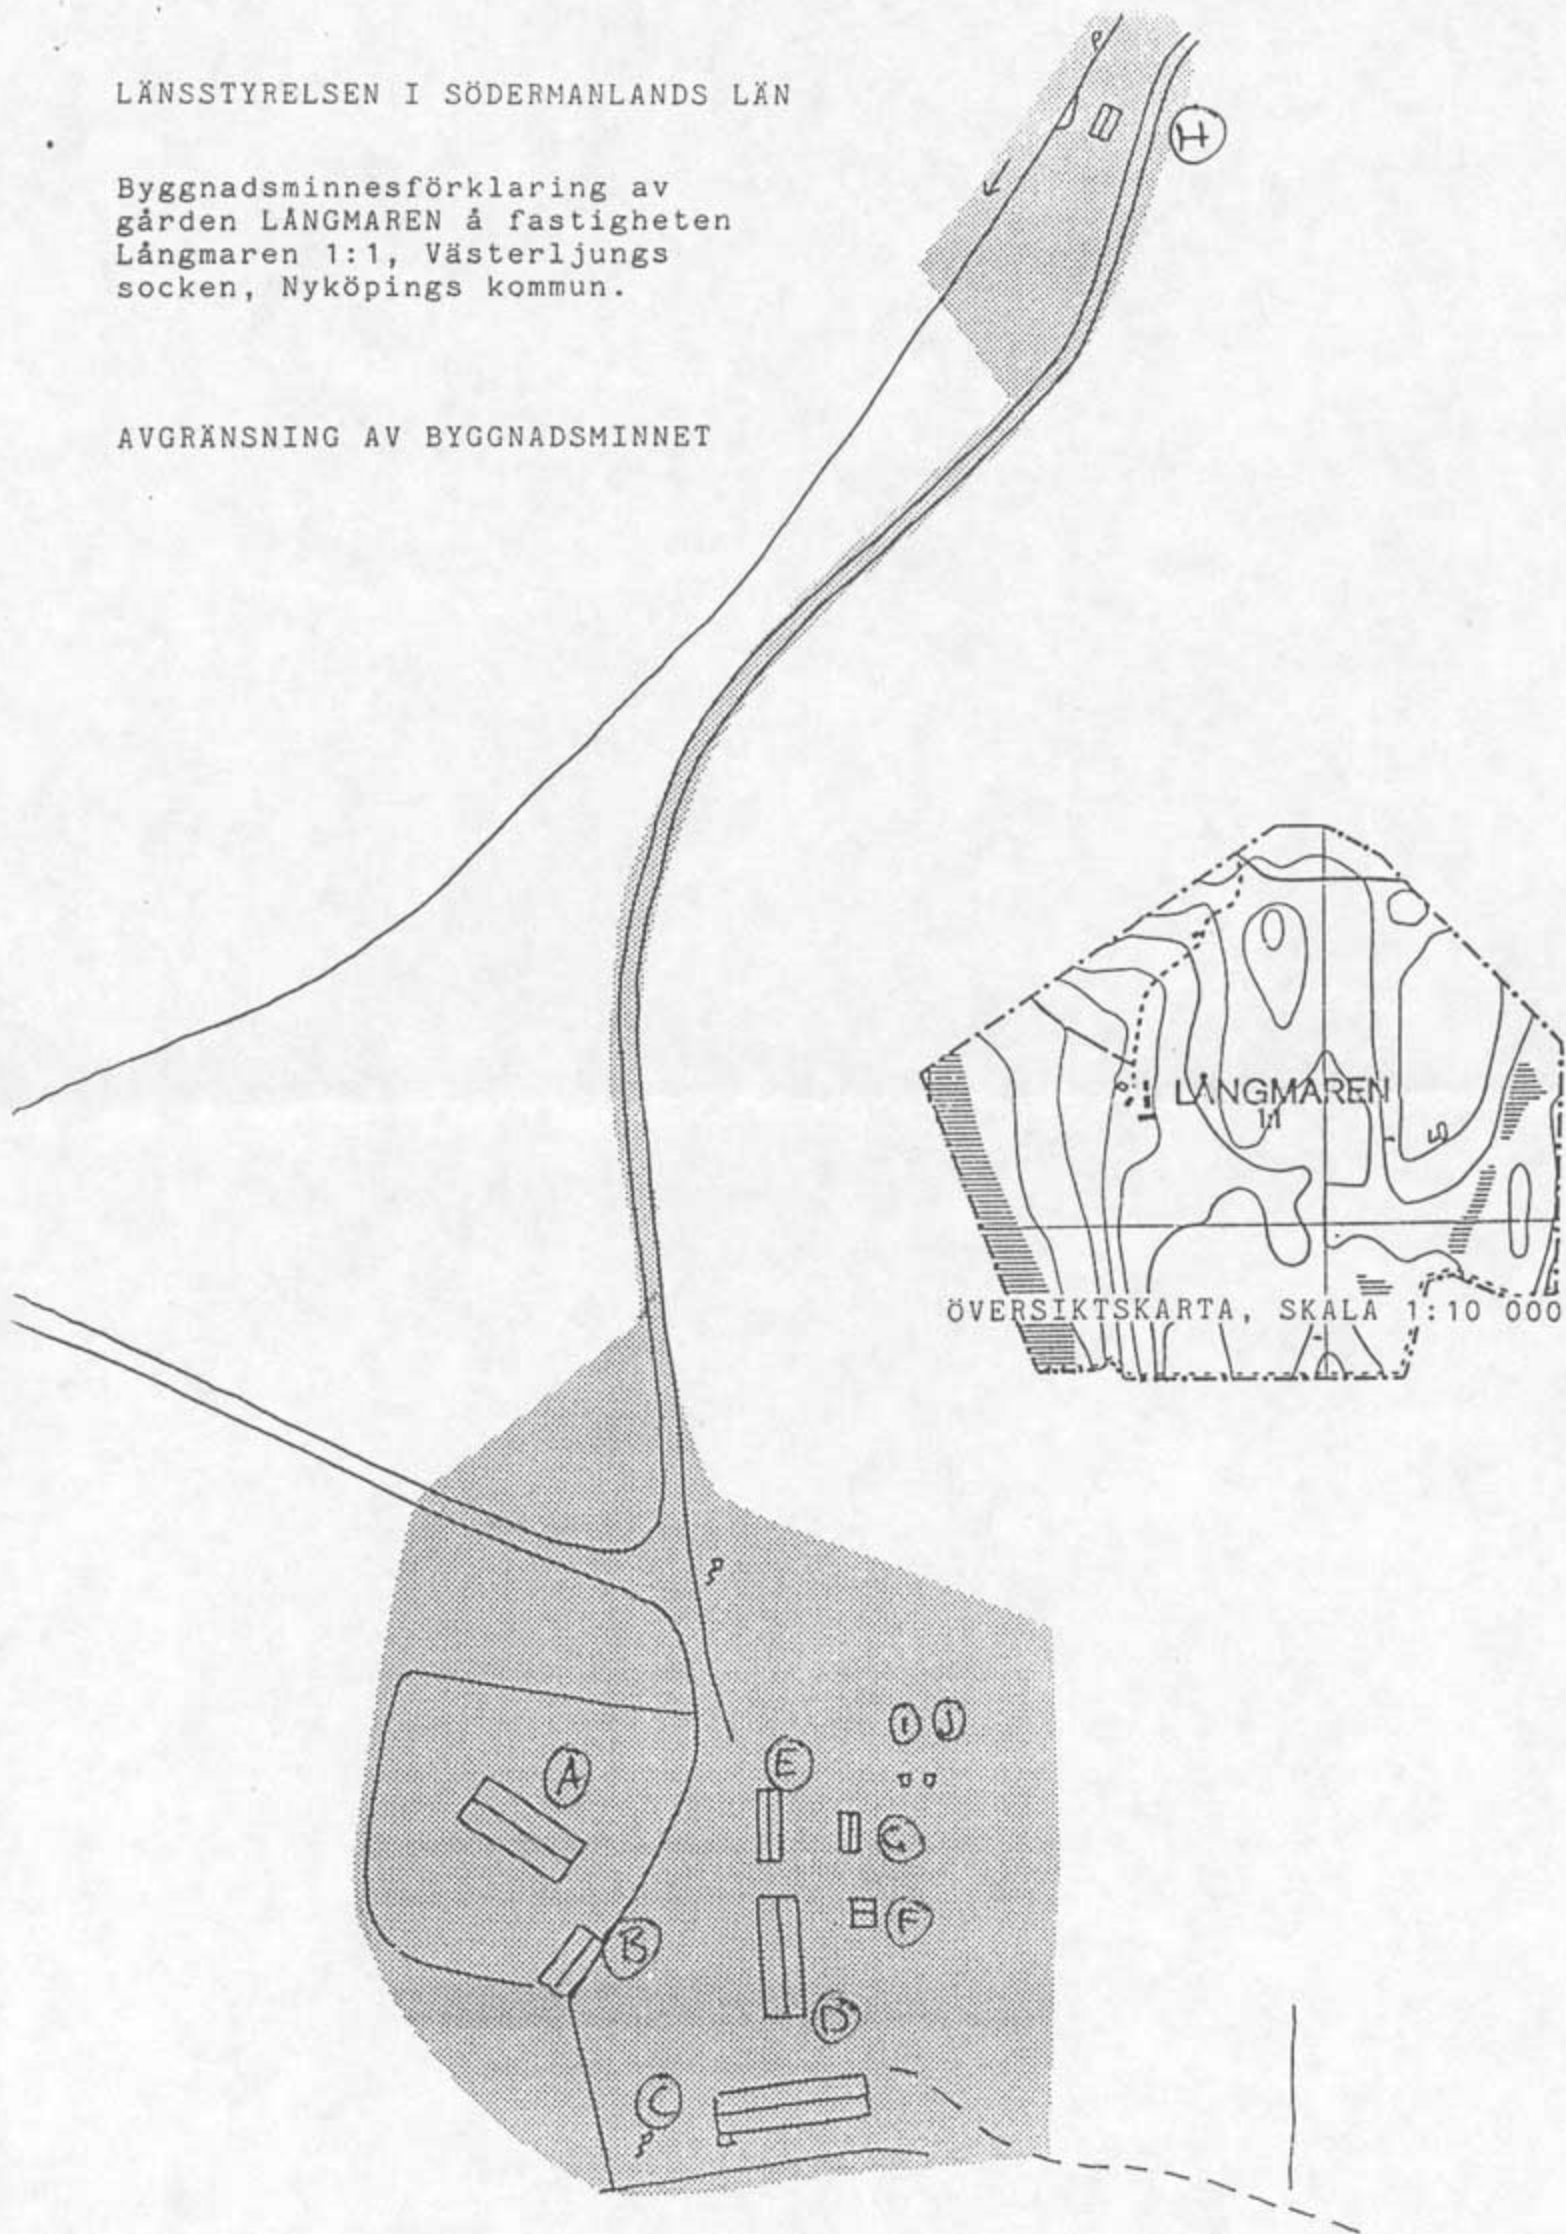 LÄNSSTYRELSEN I SÖDERMANLANDS LÄN
Byggnadsminnesförklaring av
gården LÅNGMAREN å fastigheten
Långmaren 1:1, Västerljungs
socken, Nyköpings kommun.
AVGRÄNSNING AV BYGGNADSMINNET
H
LÅNGMAREN
1:1
5
ÖVERSIKTSKARTA, SKALA 1:10 000
I J
E
A
G
F
B
D
C